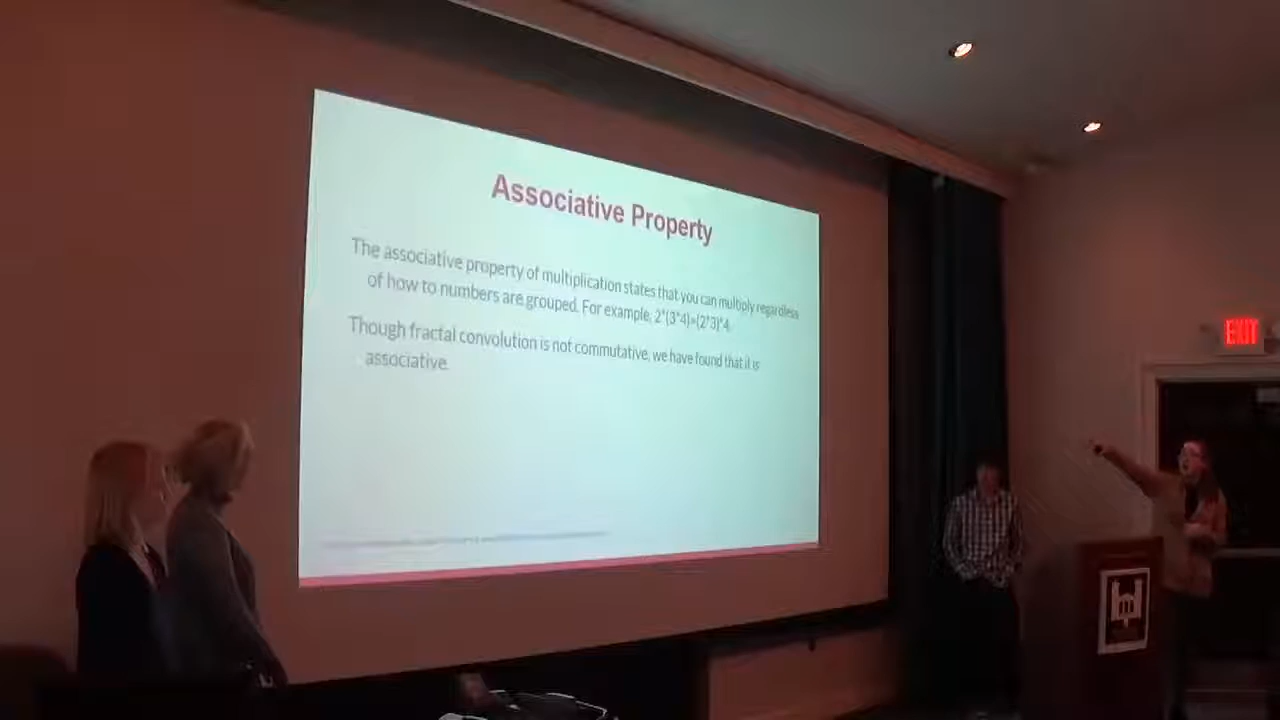 Associative Property
The associative property of multiplication states that you can multiply regardless
of how to numbers are grouped. For example, 2*(3*4)=(2*3)*4.
Though fractal convolution is not commutative, we have found that it is
associative.
EXIT